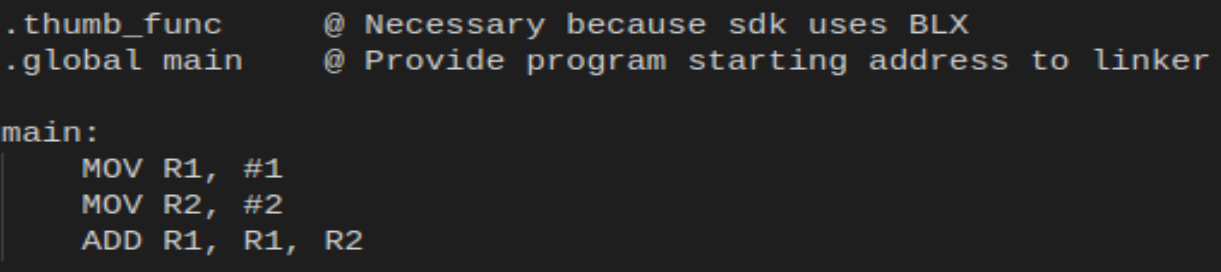 .thumb_func     @ Necessary because sdk uses BLX
.global main    @ Provide program starting address to linker
main:
    MOV R1, #1
    MOV R2, #2
    ADD R1, R1, R2